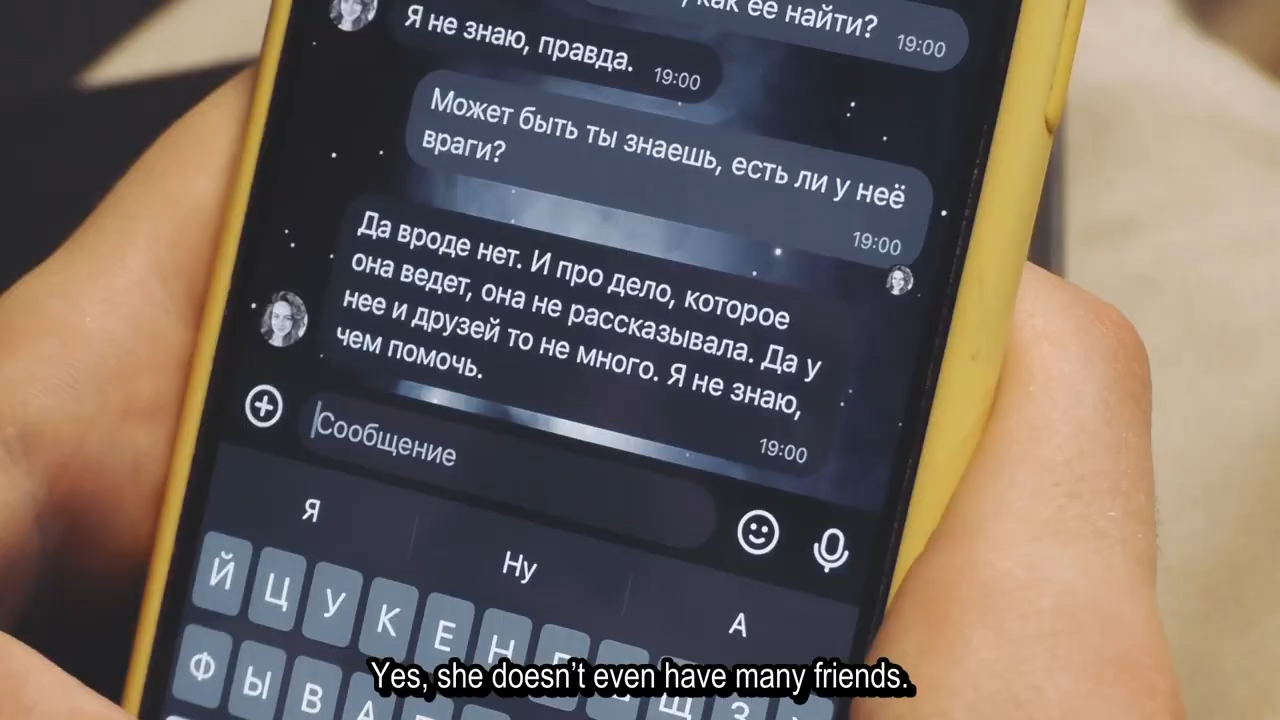 как ее найти?
19:00
Я не знаю, правда.
19:00
Может быть ты знаешь, есть ли у неё
враги?
19:00
Да вроде нет. И про дело, которое
она ведет, она не рассказывала. Да у
нее и друзей то не много. Я не знаю,
чем помочь.
19:00
Сообщение
Я Ну А
Й Ц У К Е Н
Ф Ы В А
Yes, she doesn't even have many friends.